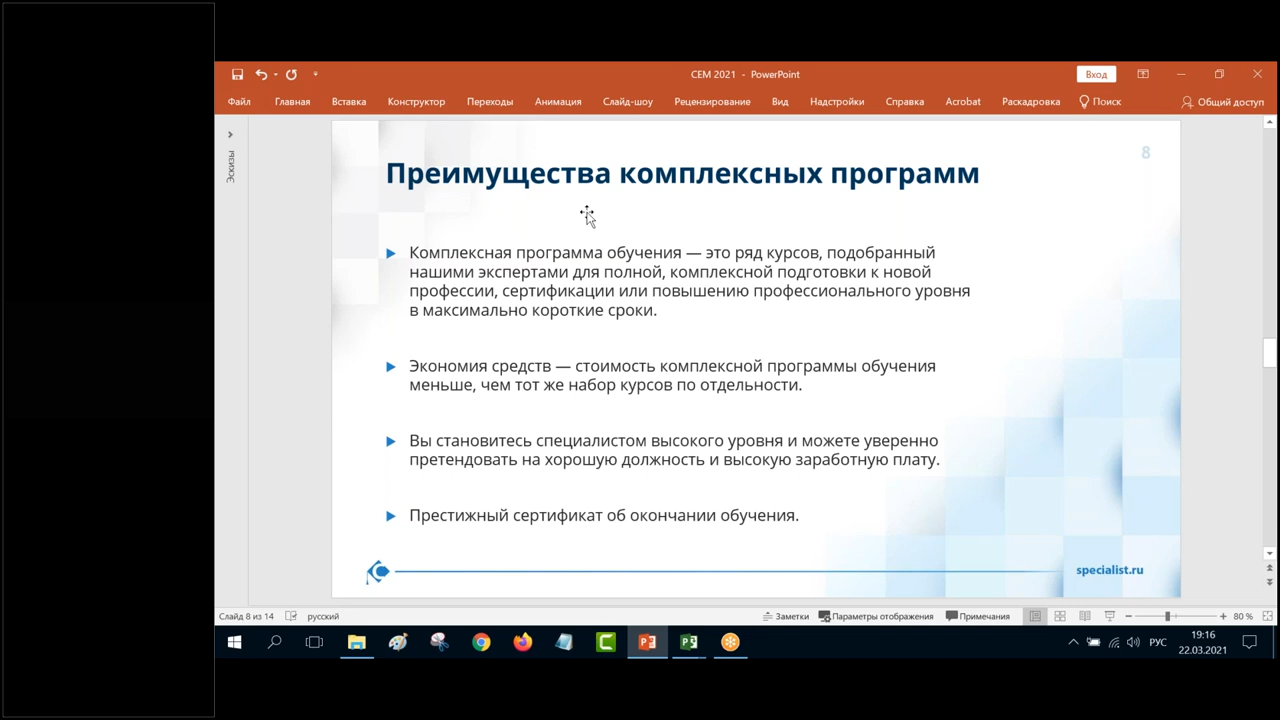 CEM 2021 - PowerPoint
Вход
Файл Главная Вставка Конструктор Переходы Анимация Слайд-шоу Рецензирование Вид Надстройки Справка Acrobat Раскадровка Поиск Общий доступ
Эскизы
8
Преимущества комплексных программ
Комплексная программа обучения — это ряд курсов, подобранный
нашими экспертами для полной, комплексной подготовки к новой
профессии, сертификации или повышению профессионального уровня
в максимально короткие сроки.
Экономия средств — стоимость комплексной программы обучения
меньше, чем тот же набор курсов по отдельности.
Вы становитесь специалистом высокого уровня и можете уверенно
претендовать на хорошую должность и высокую заработную плату.
Престижный сертификат об окончании обучения.
specialist.ru
Слайд 8 из 14 русский Заметки Параметры отображения Примечания 80 %
РУС
19:16
22.03.2021